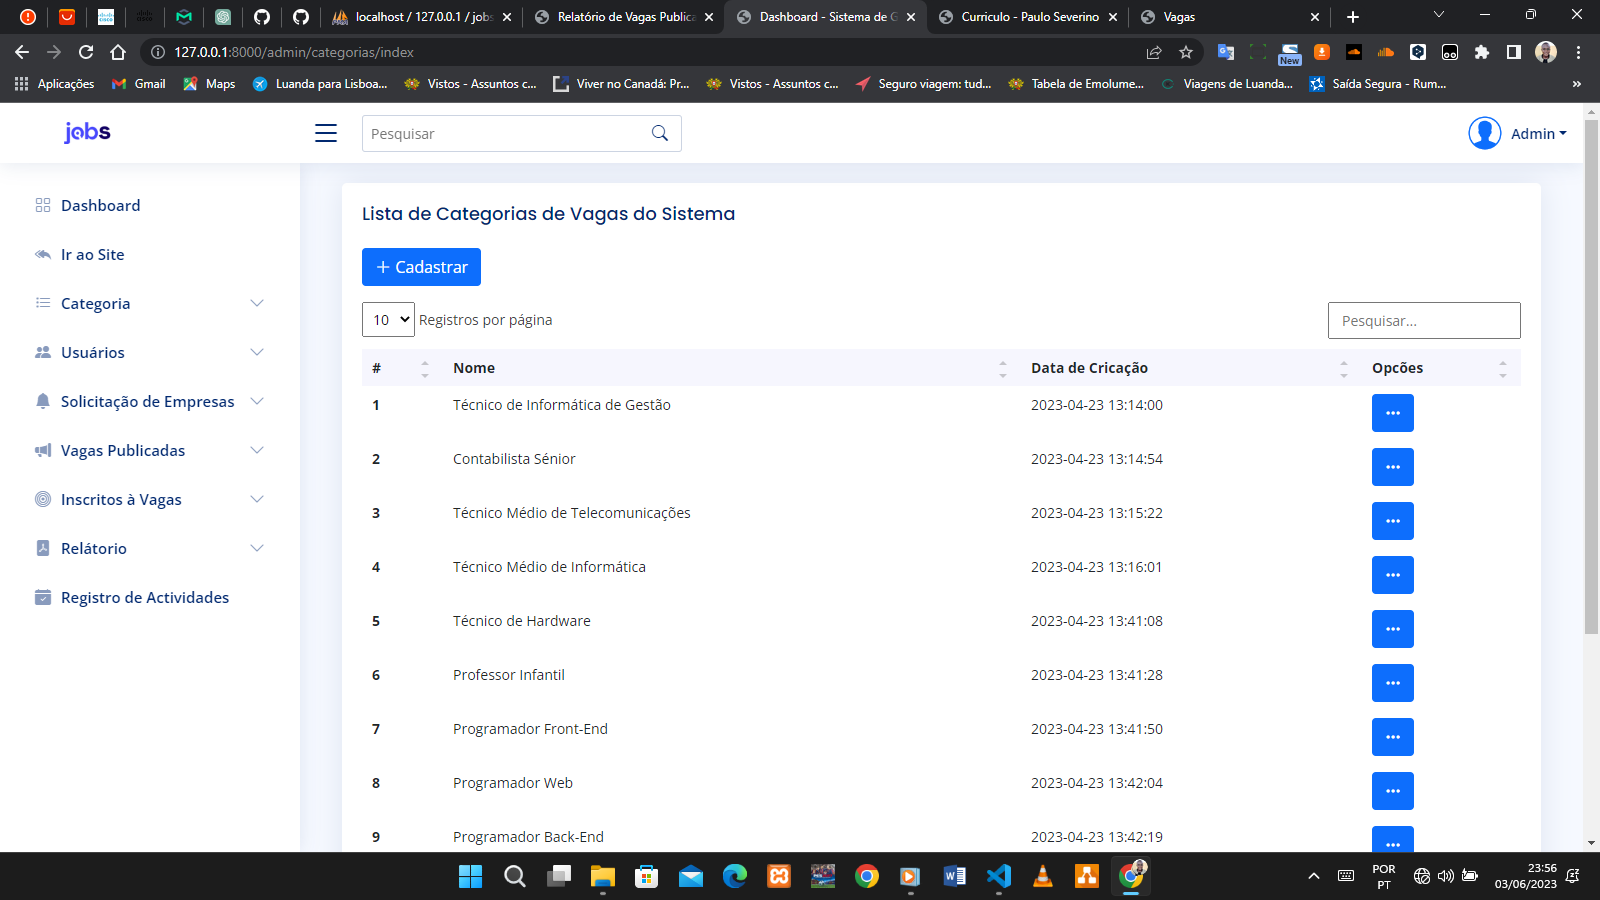 localhost / 127.0.0.1 / jobs
Relatório de Vagas Public
Dashboard - Sistema de G
Curriculo - Paulo Severino
Vagas
127.0.0.1:8000/admin/categorias/index
New
Aplicações
Gmail
Maps
Luanda para Lisboa...
Vistos - Assuntos c...
Viver no Canadá: Pr...
Vistos - Assuntos c...
Seguro viagem: tud...
Tabela de Emolume...
Viagens de Luanda...
Saída Segura - Rum...
»
jobs
Pesquisar
Admin
Dashboard
Ir ao Site
Categoria
Usuários
Solicitação de Empresas
Vagas Publicadas
Inscritos à Vagas
Relátorio
Registro de Actividades
Lista de Categorias de Vagas do Sistema
+ Cadastrar
10 Registros por página
Pesquisar...
# Nome Data de Cricação Opcões
1 Técnico de Informática de Gestão 2023-04-23 13:14:00 ...
2 Contabilista Sénior 2023-04-23 13:14:54 ...
3 Técnico Médio de Telecomunicações 2023-04-23 13:15:22 ...
4 Técnico Médio de Informática 2023-04-23 13:16:01 ...
5 Técnico de Hardware 2023-04-23 13:41:08 ...
6 Professor Infantil 2023-04-23 13:41:28 ...
7 Programador Front-End 2023-04-23 13:41:50 ...
8 Programador Web 2023-04-23 13:42:04 ...
9 Programador Back-End 2023-04-23 13:42:19 ...
POR
PT
23:56
03/06/2023